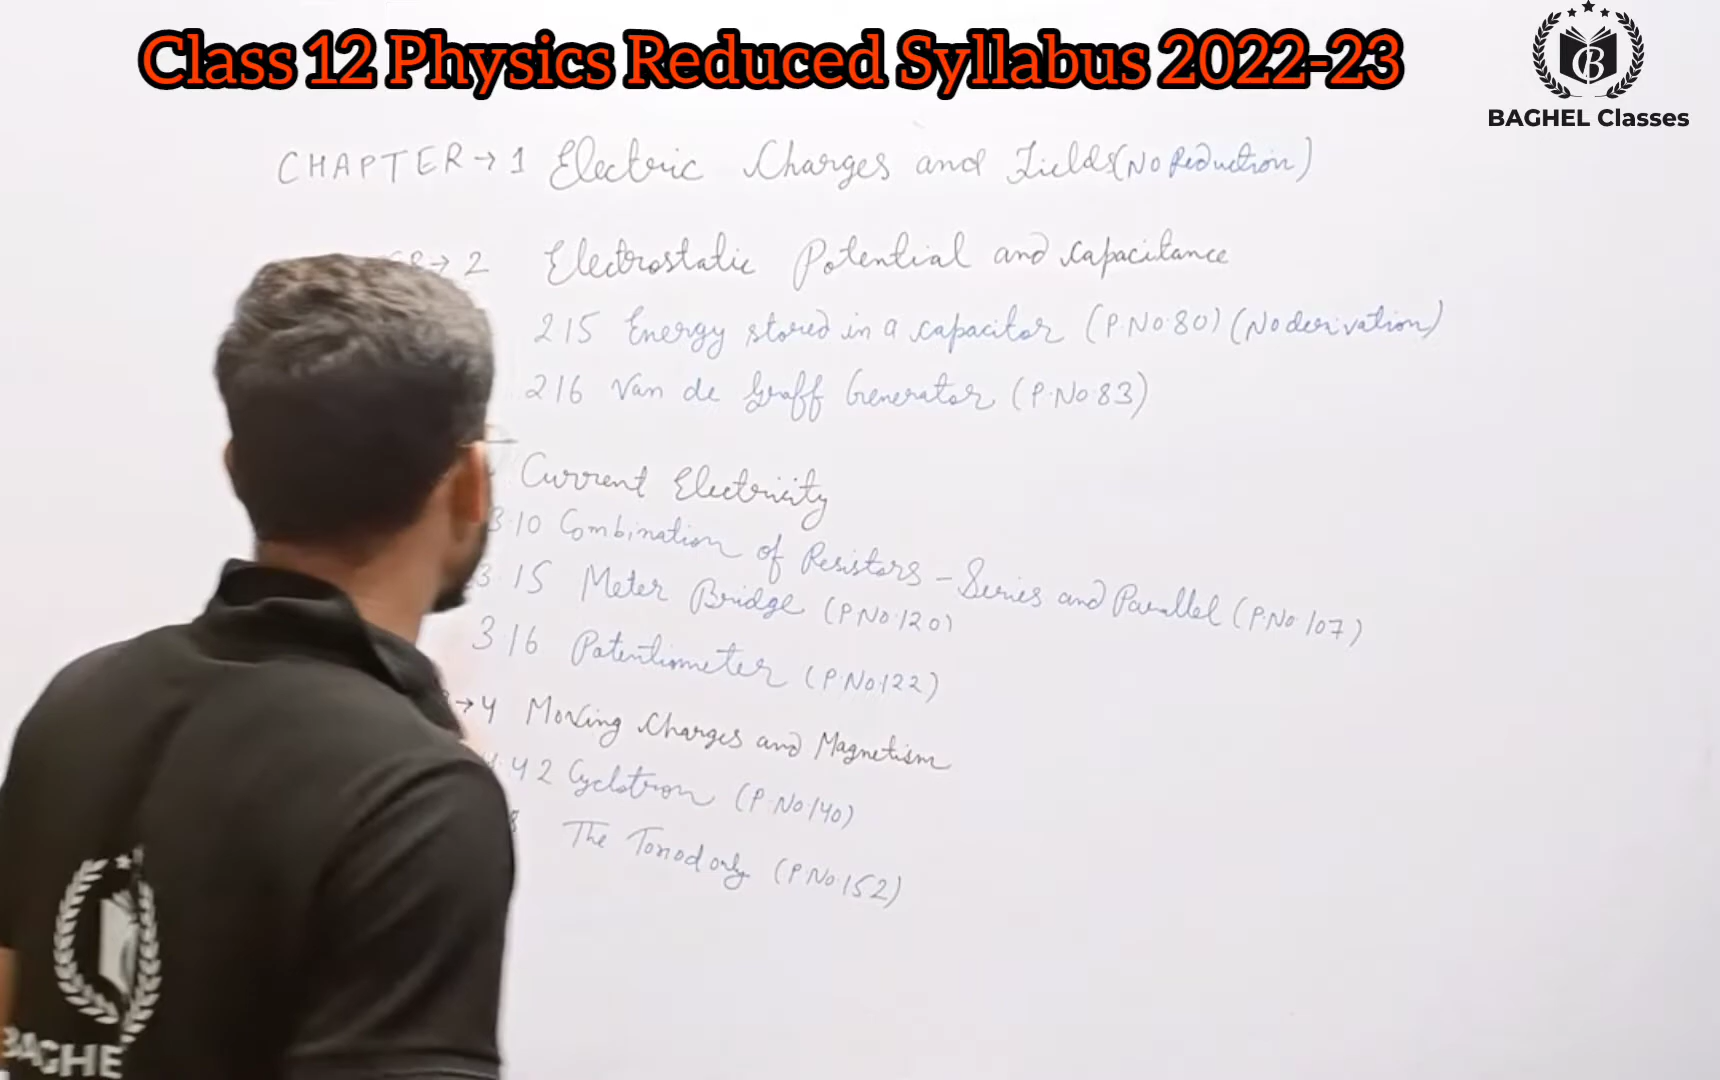 Class 12 Physics Reduced Syllabus 2022-23
BAGHEL Classes
CHAPTER → 1 Electric Charges and Fields (No Reduction)
→ 2 Electrostatic Potential and Capacitance
2.15 Energy stored in a capacitor (P.No.80) (No derivation)
2.16 Van de Graff Generator (P.No.83)
Current Electricity
3.10 Combination of Resistors - Series and Parallel (P.No.107)
3.15 Meter Bridge (P.No.120)
3.16 Potentiometer (P.No.122)
→ 4 Moving Charges and Magnetism
4.4.2 Cyclotron (P.No.140)
The Toriod only (P.No.152)
BAGHE